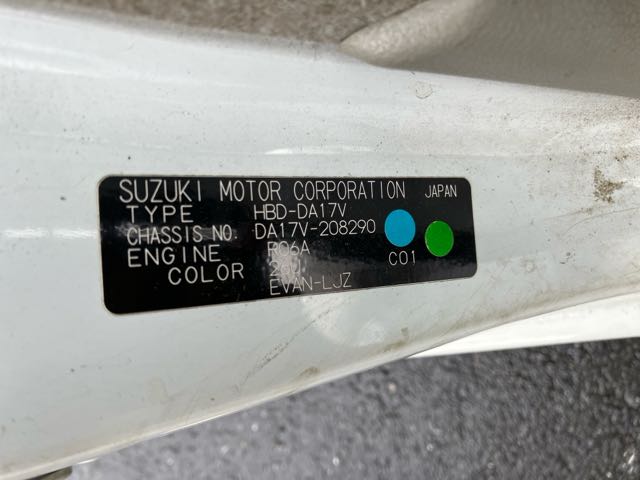 SUZUKI MOTOR CORPORATION JAPAN
TYPE HBD-DA17V
CHASSIS NO. DA17V-208290
ENGINE R06A C01
COLOR 26U
EVAN-LJZ